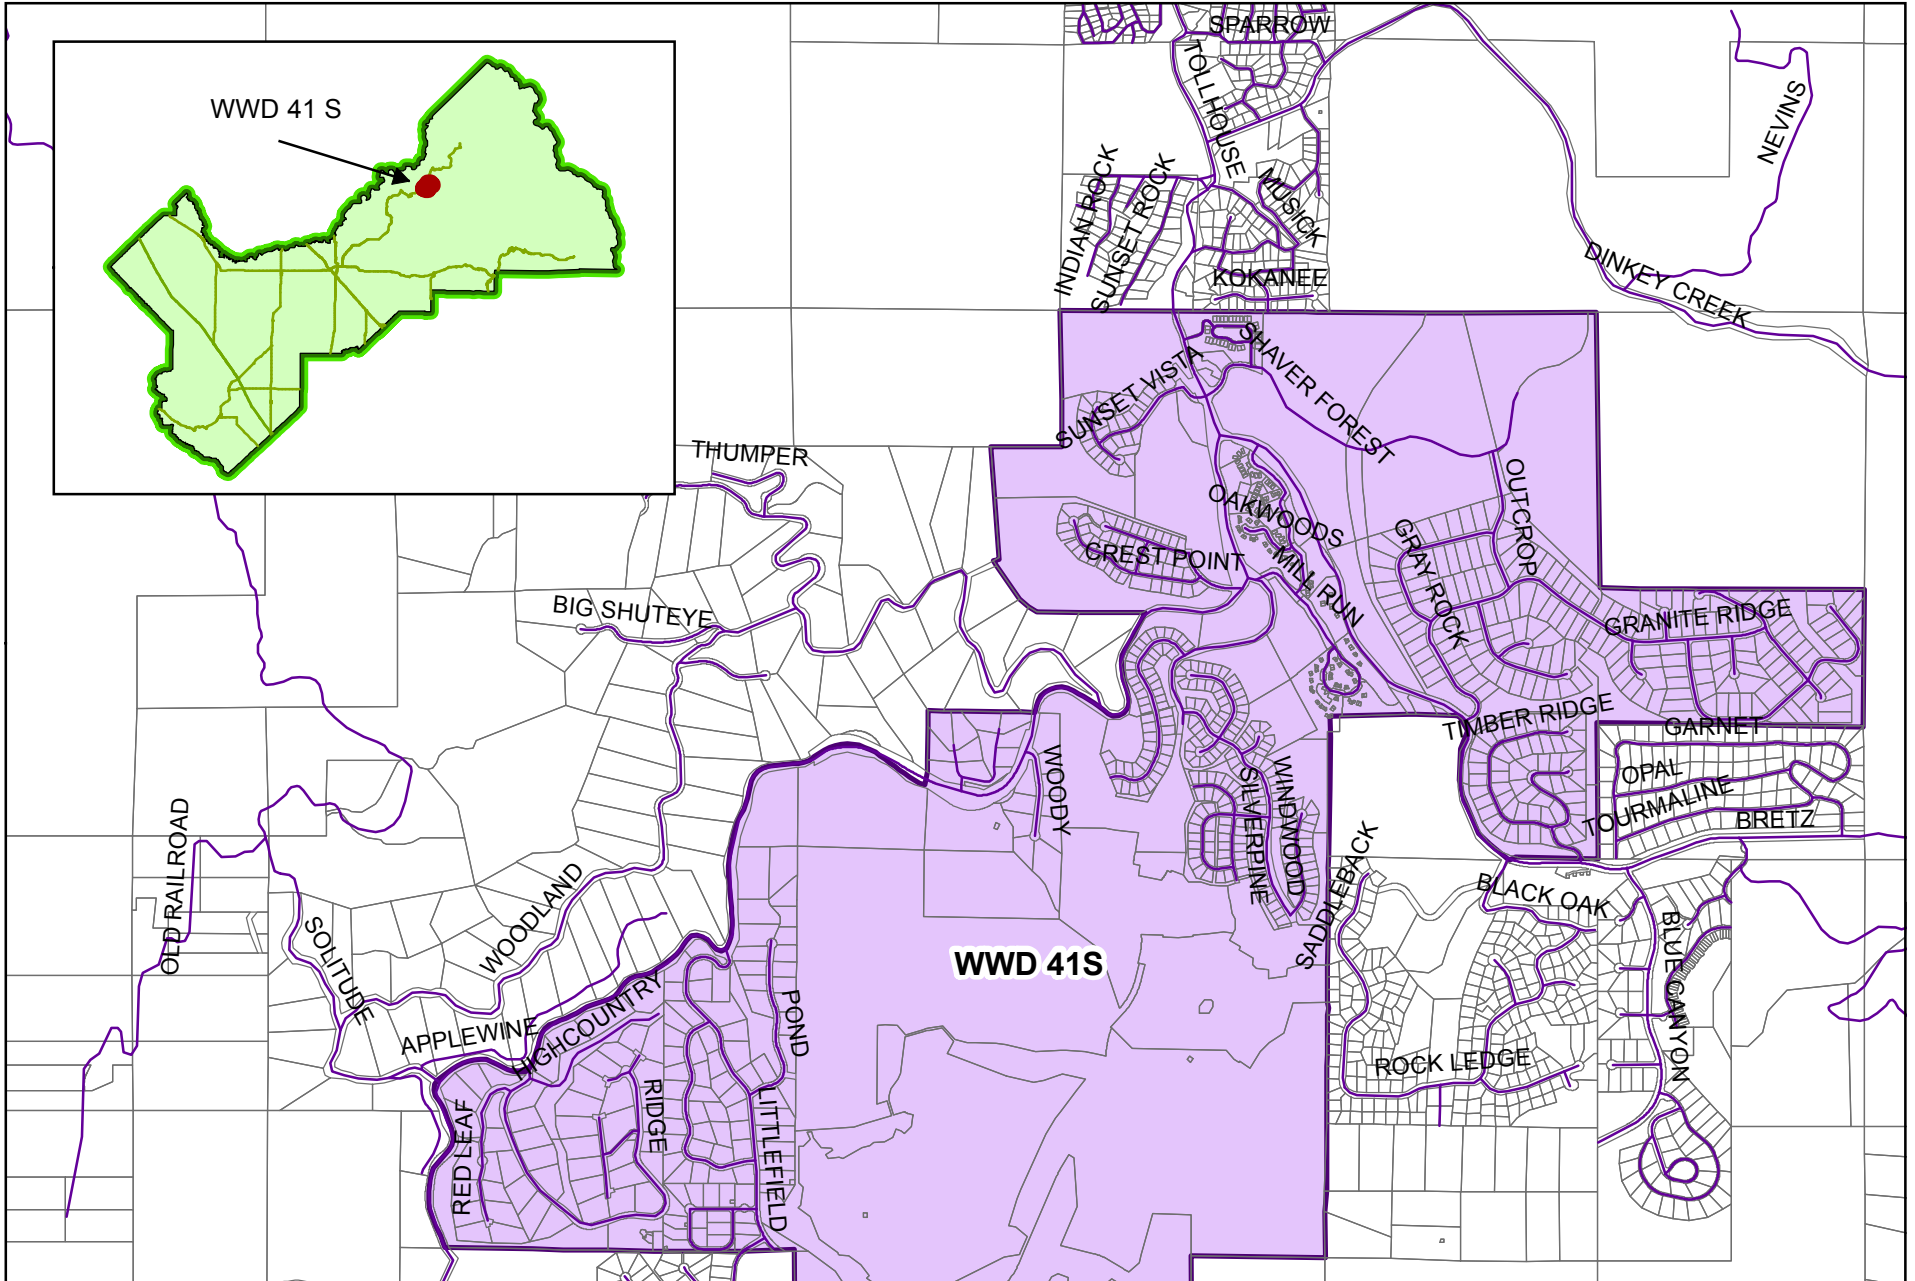 SPARROW
WWD 41 S
TOLLHOUSE
NEVINS
INDIAN ROCK
SUNSET ROCK
MUSICK
KOKANEE
DINKEY CREEK
SHAVER FOREST
SUNSET VISTA
THUMPER
OUTCROP
OAKWOODS
GRAY ROCK
CREST POINT
MILL RUN
BIG SHUTEYE
GRANITE RIDGE
TIMBER RIDGE
GARNET
WOODY
SILVERPINE
WINDWOOD
OPAL
TOURMALINE
BRETZ
OLD RAILROAD
SADDLEBACK
WOODLAND
BLACK OAK
SOLITUDE
BLUE CANYON
WWD 41S
HIGHCOUNTRY
POND
APPLEWINE
ROCK LEDGE
RIDGE
RED LEAF
LITTLEFIELD